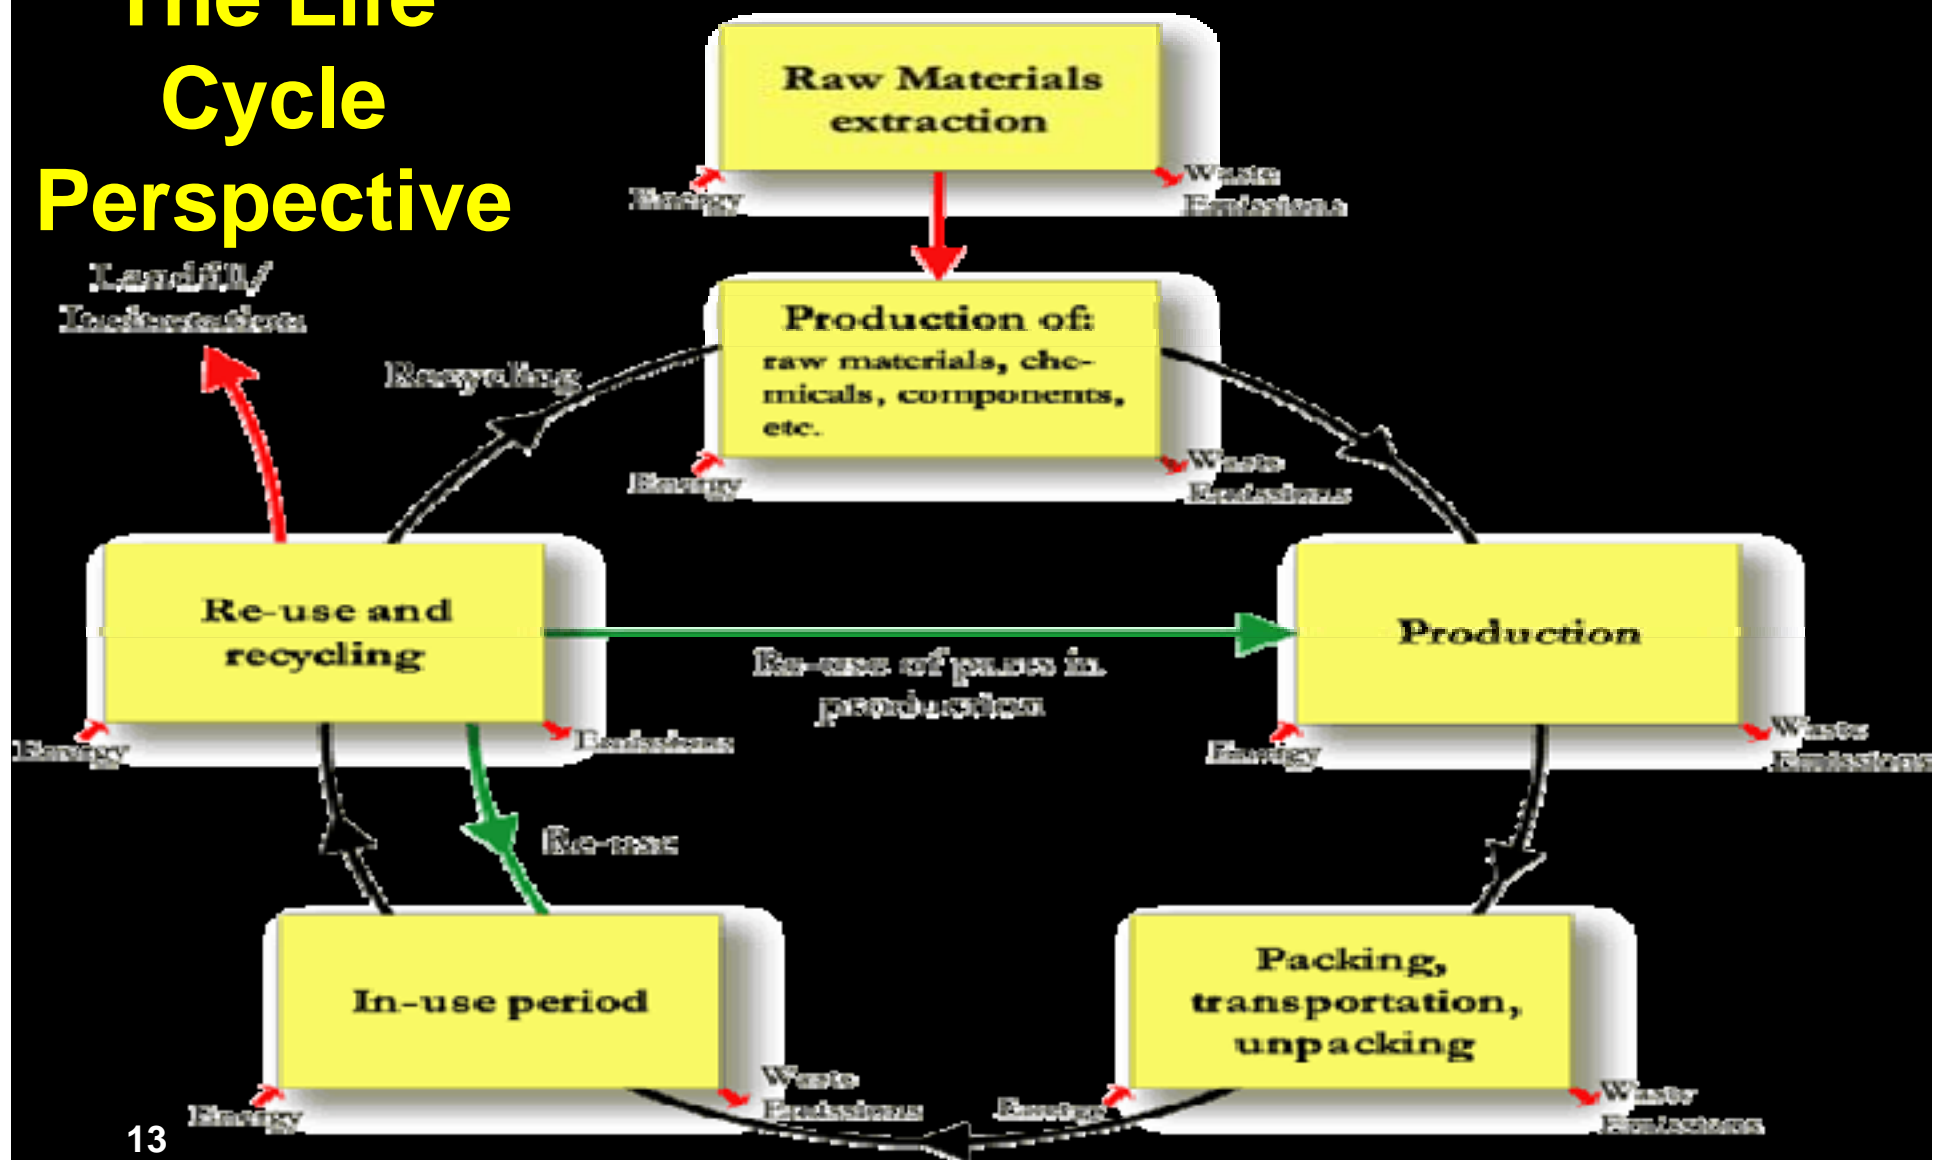 The Life
Cycle
Perspective
Raw Materials
extraction
Energy
Waste
Emissions
Landfill/
Incineration
Recycling
Production of:
raw materials, che-
micals, components,
etc.
Energy
Waste
Emissions
Re-use and
recycling
Energy
Emissions
Re-use of parts in
production
Production
Energy
Waste
Emissions
Re-use
In-use period
Energy
Waste
Emissions
Packing,
transportation,
unpacking
Energy
Waste
Emissions
13